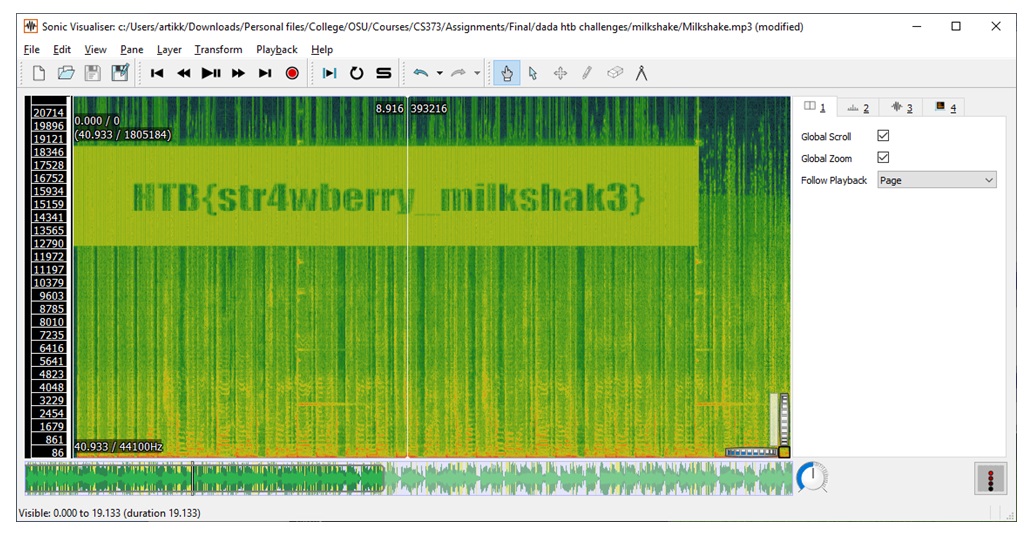 Sonic Visualiser: c:/Users/artikk/Downloads/Personal files/College/OSU/Courses/CS373/Assignments/Final/dada htb challenges/milkshake/Milkshake.mp3 (modified)
File Edit View Pane Layer Transform Playback Help
20714
19896
19121
18346
17528
16752
15934
15159
14341
13565
12790
11972
11197
10379
9603
8785
8010
7235
6416
5641
4823
4048
3229
2454
1679
861
86
0.000 / 0
(40.933 / 1805184)
8.916 393216
HTB{str4wberry_milkshak3}
40.933 / 44100Hz
1 2 3 4
Global Scroll
Global Zoom
Follow Playback Page
Visible: 0.000 to 19.133 (duration 19.133)